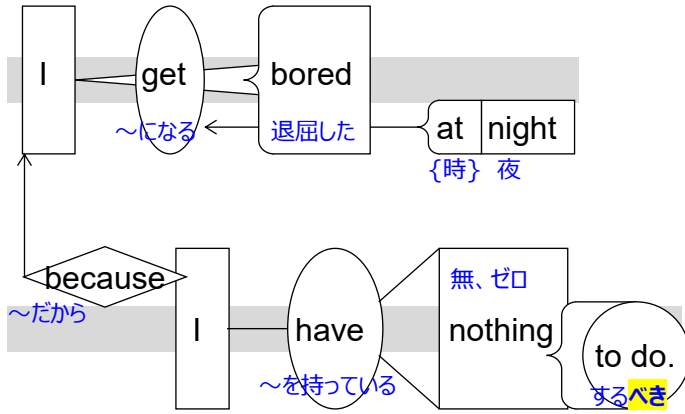 I get bored
～になる 退屈した
at night
{時} 夜
because
～だから
無、ゼロ
I have nothing
to do.
～を持っている
するべき